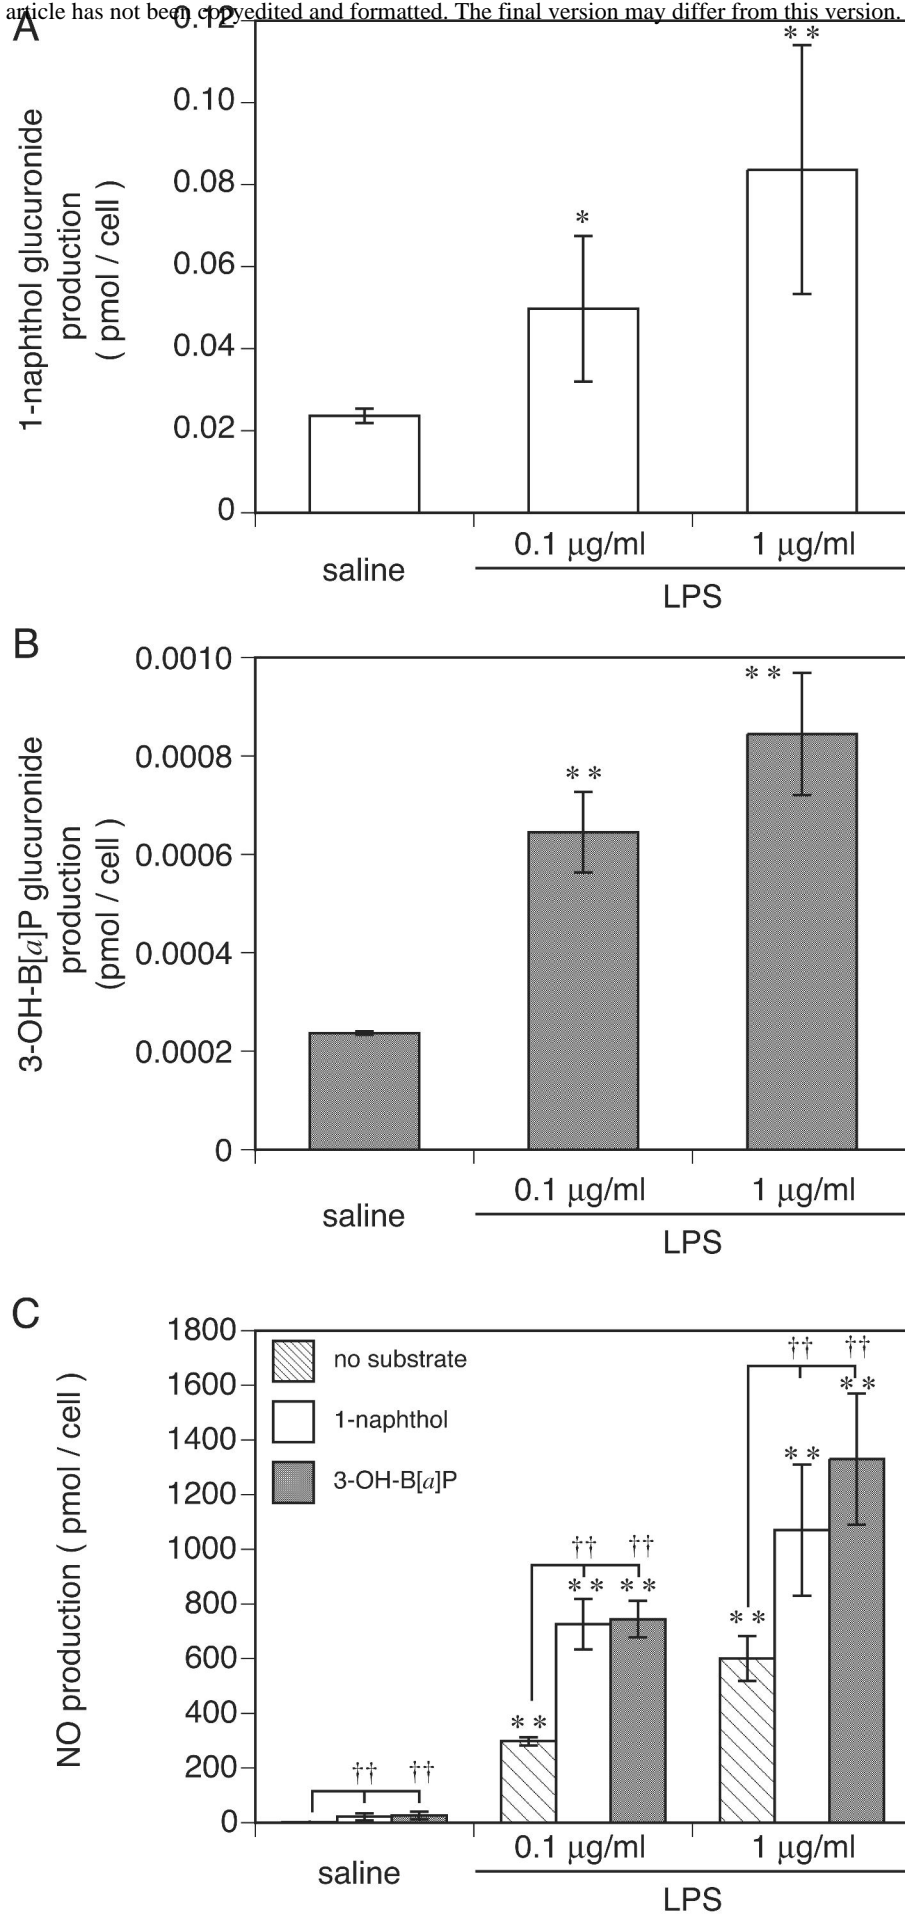 article has not been copyedited and formatted. The final version may differ from this version.
A
0.12
0.10
0.08
0.06
0.04
0.02
0
1-naphthol glucuronide
production
( pmol / cell )
*
* *
saline
0.1 μg/ml
1 μg/ml
LPS
B
0.0010
0.0008
0.0006
0.0004
0.0002
0
3-OH-B[a]P glucuronide
production
(pmol / cell )
* *
* *
saline
0.1 μg/ml
1 μg/ml
LPS
C
1800
1600
1400
1200
1000
800
600
400
200
0
NO production ( pmol / cell )
no substrate
1-naphthol
3-OH-B[a]P
†† ††
†† ††
* * * *
* *
†† ††
* *
* *
* *
saline
0.1 μg/ml
1 μg/ml
LPS